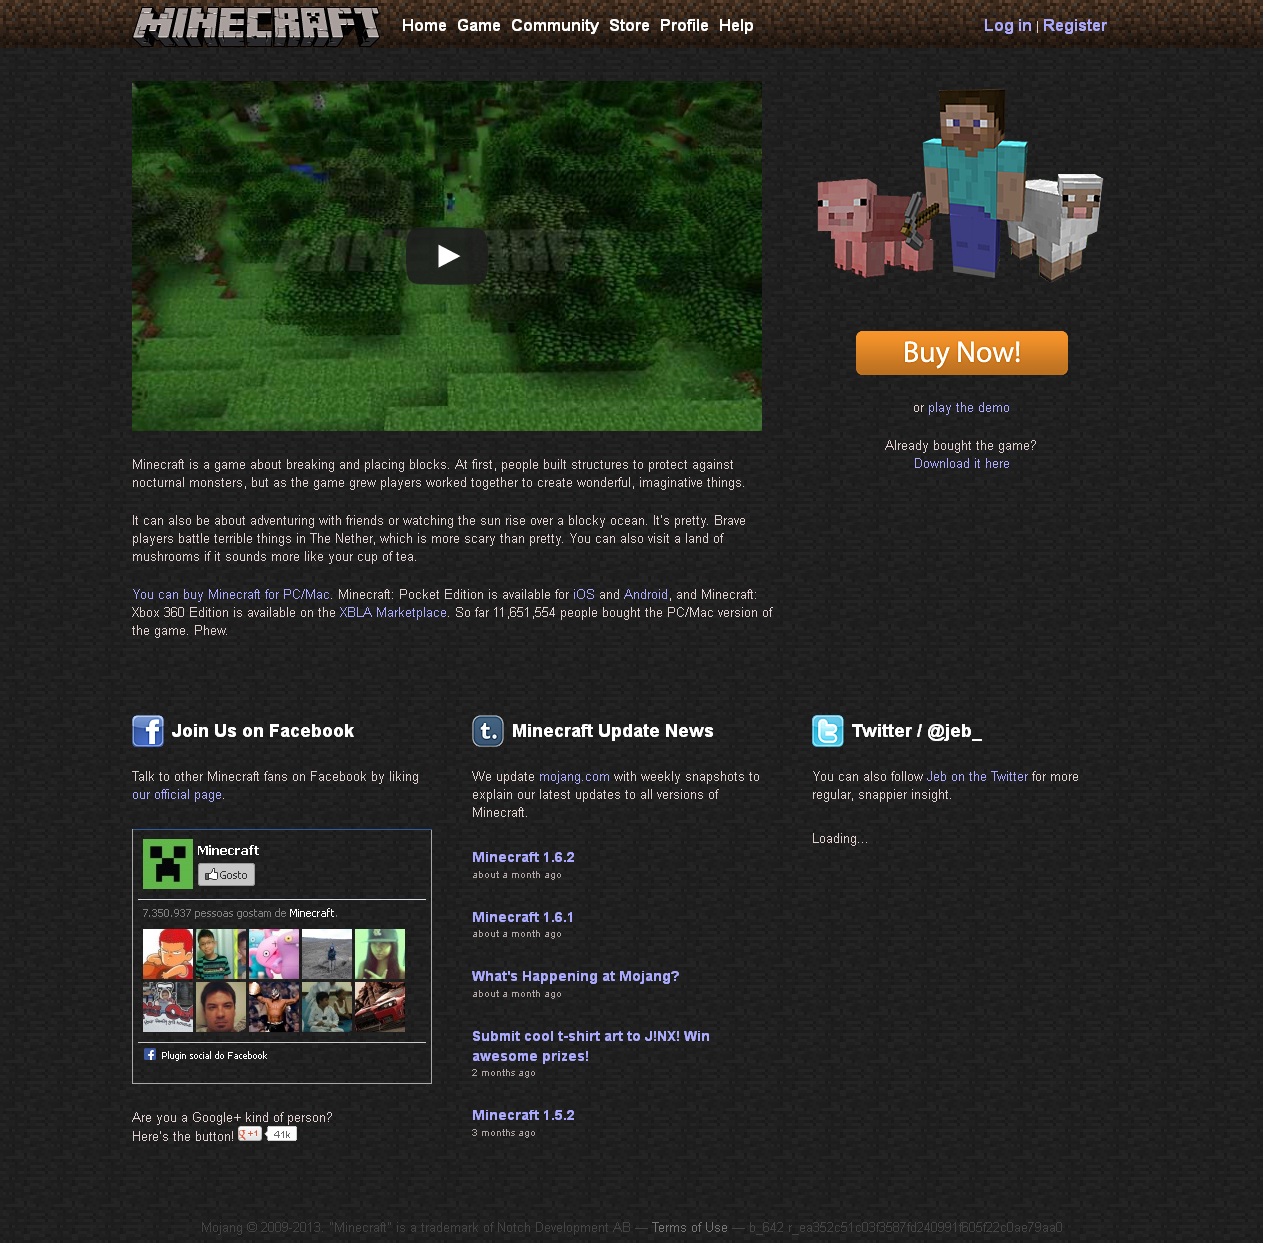 MINECRAFT
Home Game Community Store Profile Help
Log in | Register
MINECRAFT
Buy Now!
or play the demo
Already bought the game?
Download it here
Minecraft is a game about breaking and placing blocks. At first, people built structures to protect against
nocturnal monsters, but as the game grew players worked together to create wonderful, imaginative things.
It can also be about adventuring with friends or watching the sun rise over a blocky ocean. It's pretty. Brave
players battle terrible things in The Nether, which is more scary than pretty. You can also visit a land of
mushrooms if it sounds more like your cup of tea.
You can buy Minecraft for PC/Mac. Minecraft: Pocket Edition is available for iOS and Android, and Minecraft:
Xbox 360 Edition is available on the XBLA Marketplace. So far 11,651,554 people bought the PC/Mac version of
the game. Phew.
Join Us on Facebook
Talk to other Minecraft fans on Facebook by liking
our official page.
Minecraft
Gosto
7.350.937 pessoas gostam de Minecraft.
Plugin social do Facebook
Are you a Google+ kind of person?
Here's the button! g+1 41k
Minecraft Update News
We update mojang.com with weekly snapshots to
explain our latest updates to all versions of
Minecraft.
Minecraft 1.6.2
about a month ago
Minecraft 1.6.1
about a month ago
What's Happening at Mojang?
about a month ago
Submit cool t-shirt art to J!NX! Win
awesome prizes!
2 months ago
Minecraft 1.5.2
3 months ago
Twitter / @jeb_
You can also follow Jeb on the Twitter for more
regular, snappier insight.
Loading...
Mojang © 2009-2013. "Minecraft" is a trademark of Notch Development AB — Terms of Use — b_642 r_ea352c51c03f3587fd240991f605f22c0ae79aa0